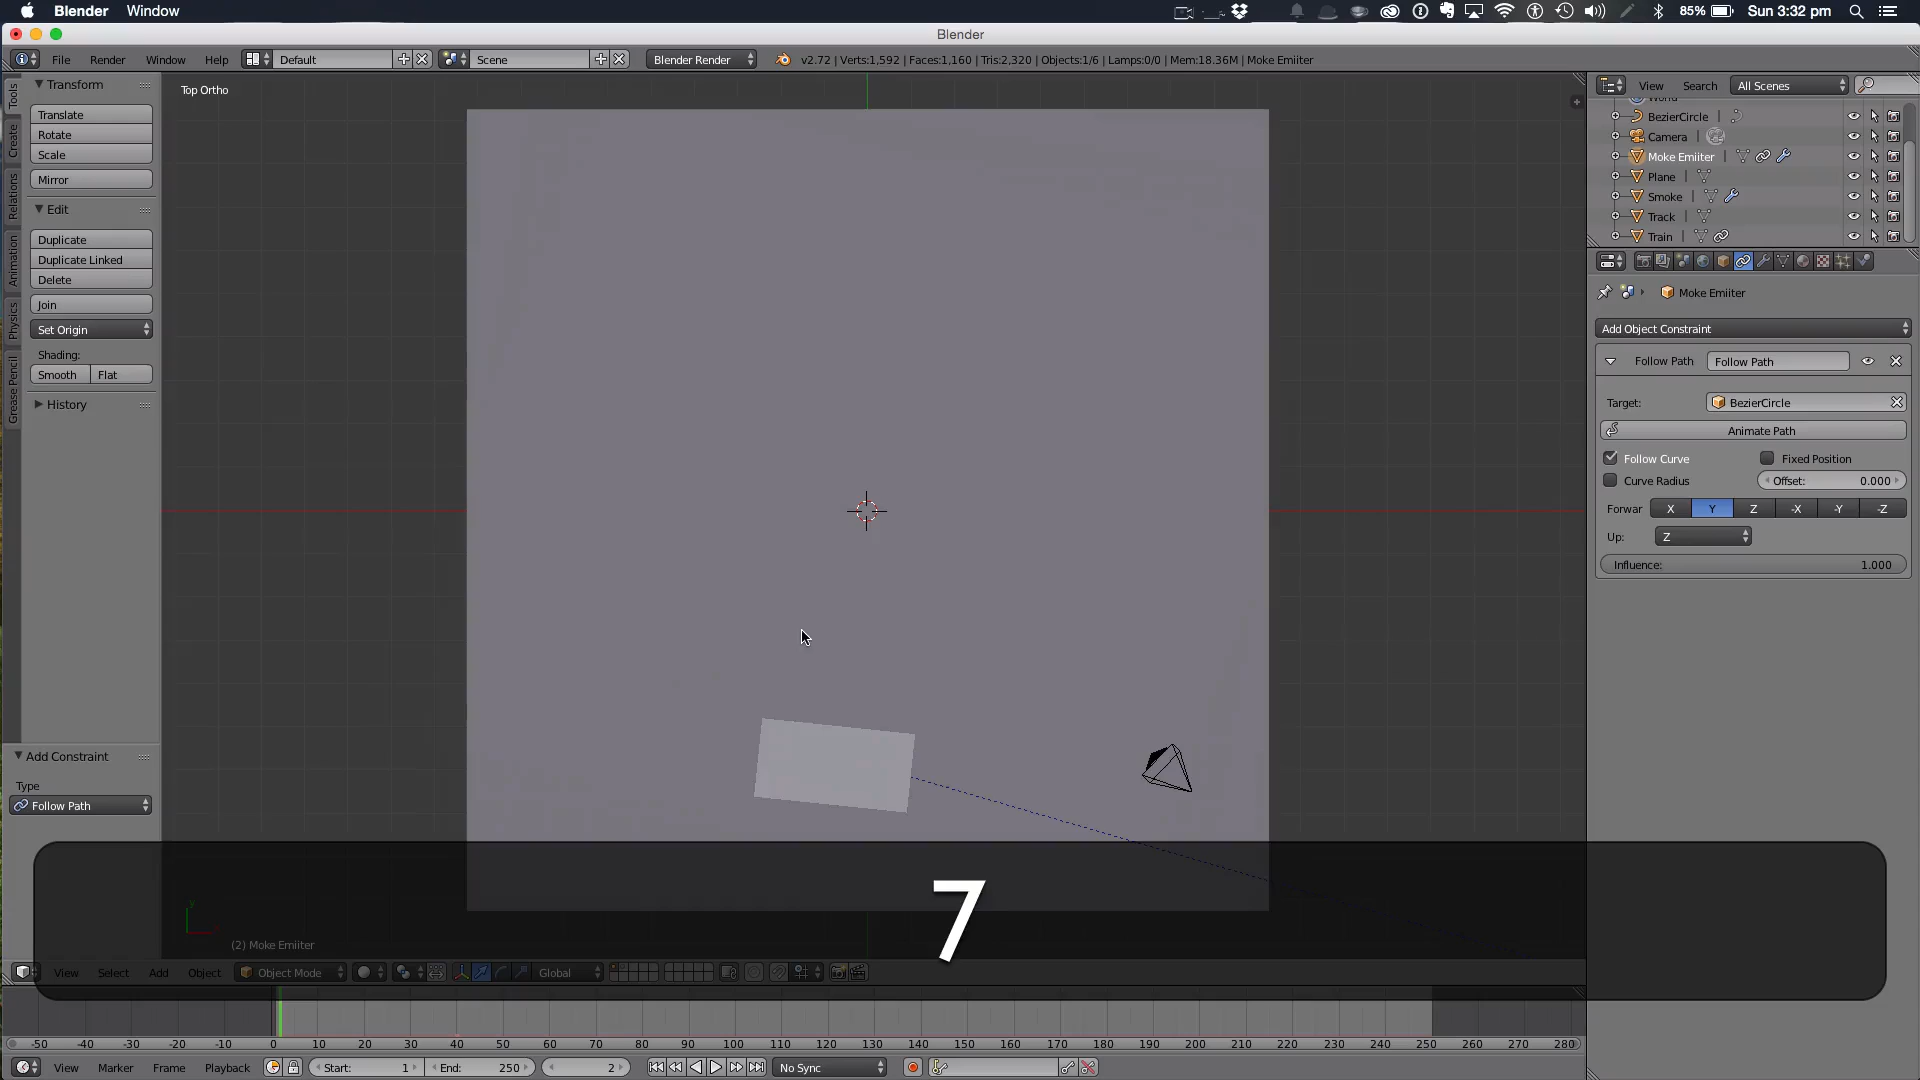 Blender Window 85% Sun 3:32 pm
Blender
File Render Window Help Default Scene Blender Render v2.72 | Verts:1,592 | Faces:1,160 | Tris:2,320 | Objects:1/6 | Lamps:0/0 | Mem:18.36M | Moke Emiiter
Tools
Create
Relations
Animation
Physics
Grease Pencil
Transform
Translate
Rotate
Scale
Mirror
Edit
Duplicate
Duplicate Linked
Delete
Join
Set Origin
Shading:
Smooth Flat
History
Add Constraint
Type
Follow Path
Top Ortho
y
7
(2) Moke Emiiter
View Select Add Object Object Mode Global
View Search All Scenes
World
BezierCircle
Camera
Moke Emiiter
Plane
Smoke
Track
Train
Moke Emiiter
Add Object Constraint
Follow Path Follow Path
Target: BezierCircle
Animate Path
Follow Curve Fixed Position
Curve Radius Offset: 0.000
Forwar X Y Z -X -Y -Z
Up: Z
Influence: 1.000
-50 -40 -30 -20 -10 0 10 20 30 40 50 60 70 80 90 100 110 120 130 140 150 160 170 180 190 200 210 220 230 240 250 260 270 280
View Marker Frame Playback Start: 1 End: 250 2 No Sync